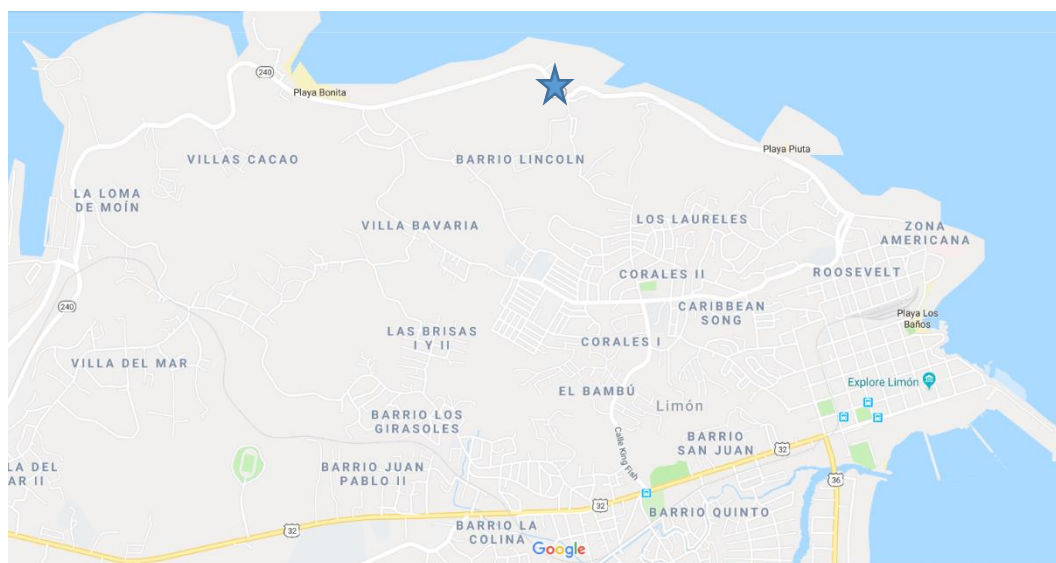 240
Playa Bonita
Playa Piuta
VILLAS CACAO
BARRIO LINCOLN
LA LOMA
DE MOÍN
VILLA BAVARIA
LOS LAURELES
ZONA
AMERICANA
CORALES II
ROOSEVELT
240
CARIBBEAN
SONG
Playa Los
Baños
LAS BRISAS
I Y II
CORALES I
VILLA DEL MAR
EL BAMBÚ
Explore Limón
Limón
BARRIO LOS
GIRASOLES
Calle King Fish
BARRIO
SAN JUAN
32
LA DEL
AR II
BARRIO JUAN
PABLO II
36
32
BARRIO QUINTO
32
BARRIO LA
COLINA
Google